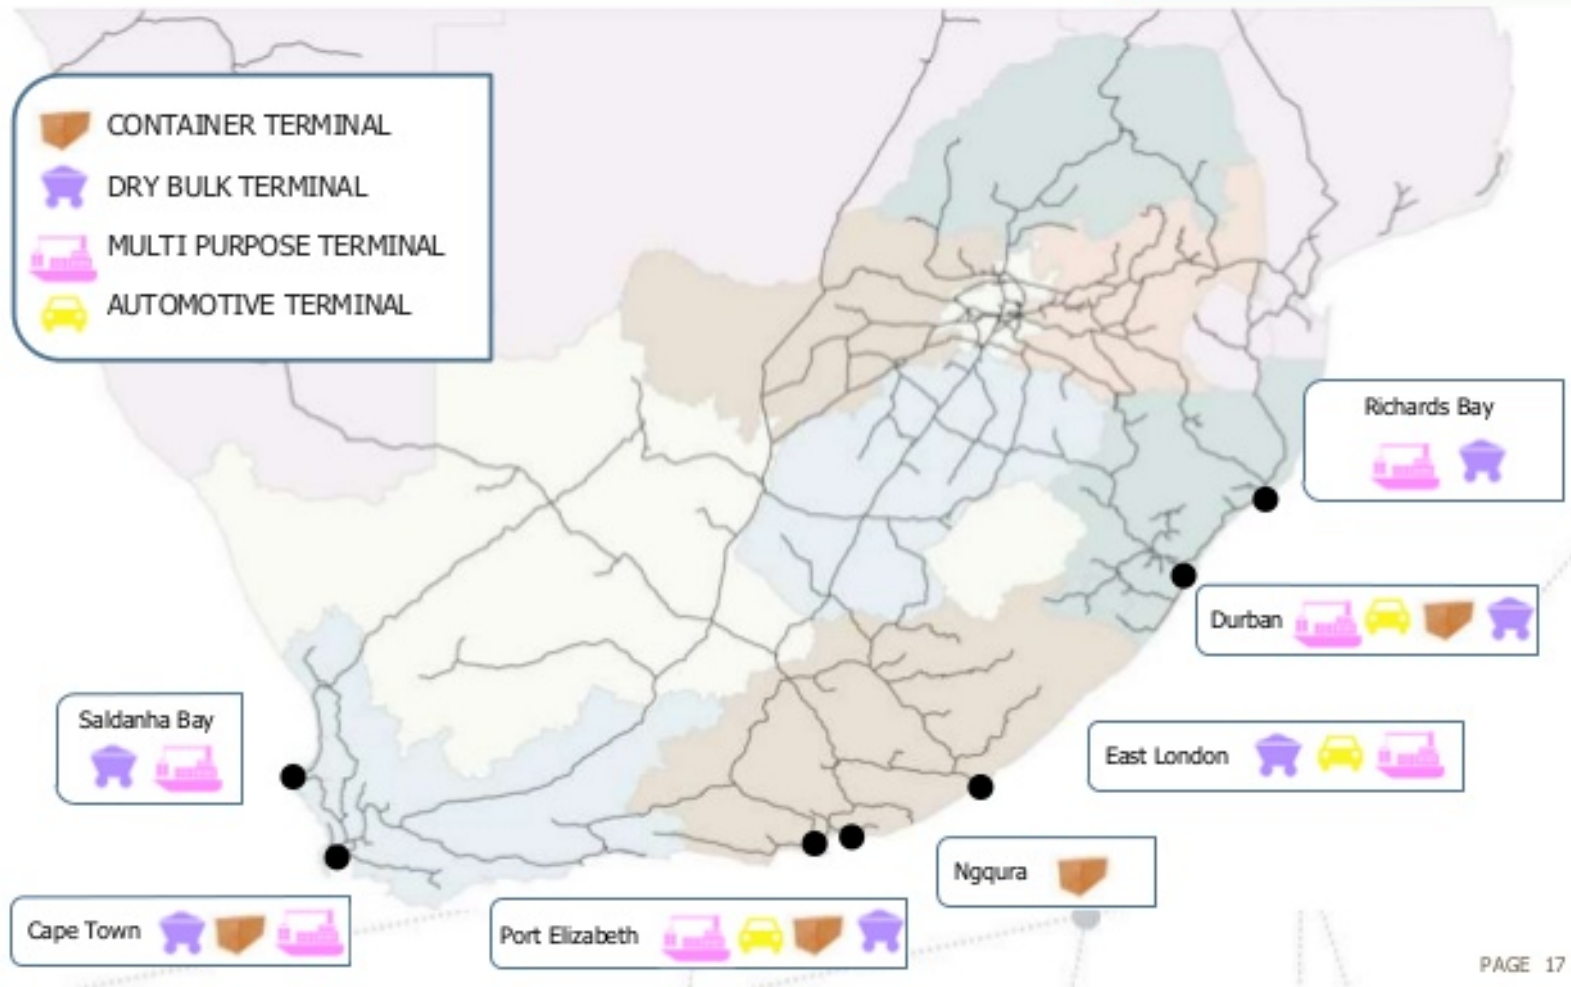 CONTAINER TERMINAL
DRY BULK TERMINAL
MULTI PURPOSE TERMINAL
AUTOMOTIVE TERMINAL
Richards Bay
Durban
Saldanha Bay
East London
Ngqura
Cape Town
Port Elizabeth
PAGE 17